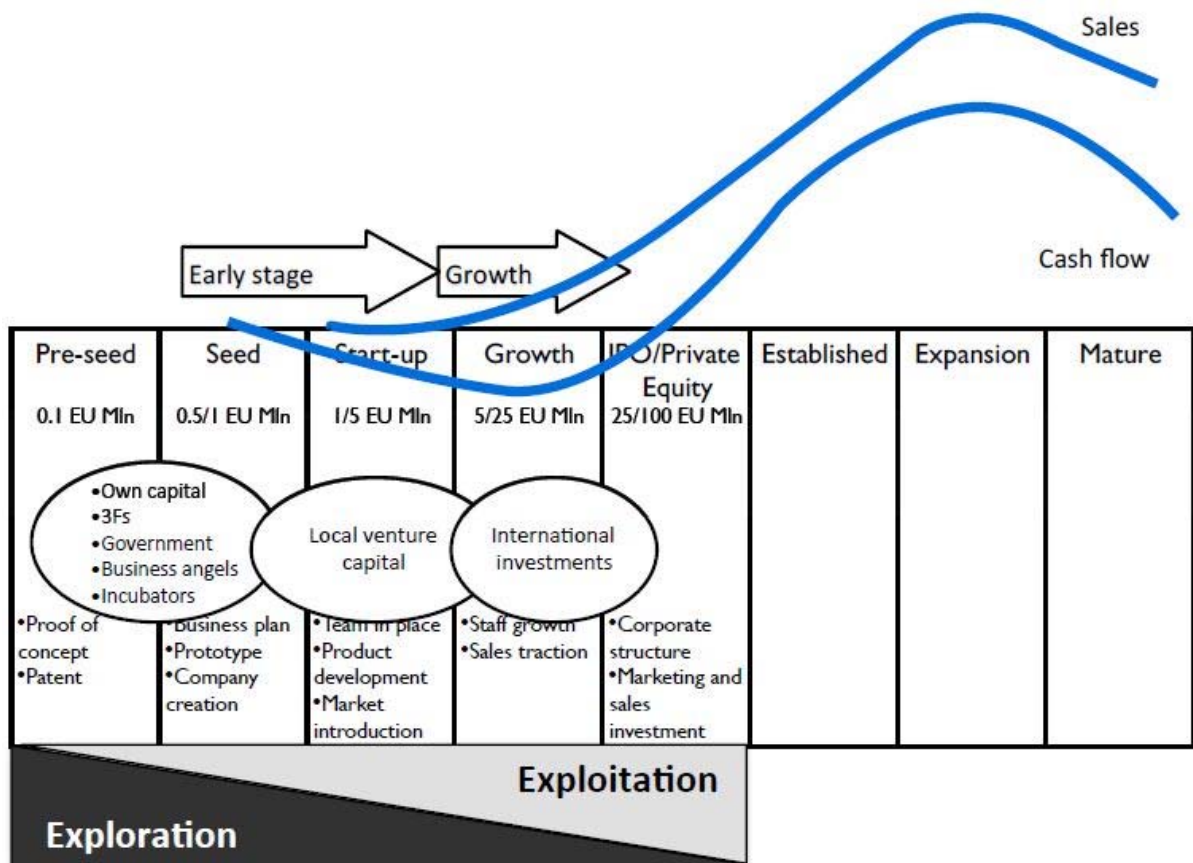 Sales
Cash flow
Early stage
Growth
Pre-seed
0.1 EU Mln
Seed
0.5/1 EU Mln
Start-up
1/5 EU Mln
Growth
5/25 EU Mln
IPO/Private
Equity
25/100 EU Mln
Established
Expansion
Mature
•Own capital
•3Fs
•Government
•Business angels
•Incubators
Local venture
capital
International
investments
•Proof of
concept
•Patent
•Business plan
•Prototype
•Company
creation
•Team in place
•Product
development
•Market
introduction
•Staff growth
•Sales traction
•Corporate
structure
•Marketing and
sales
investment
Exploitation
Exploration